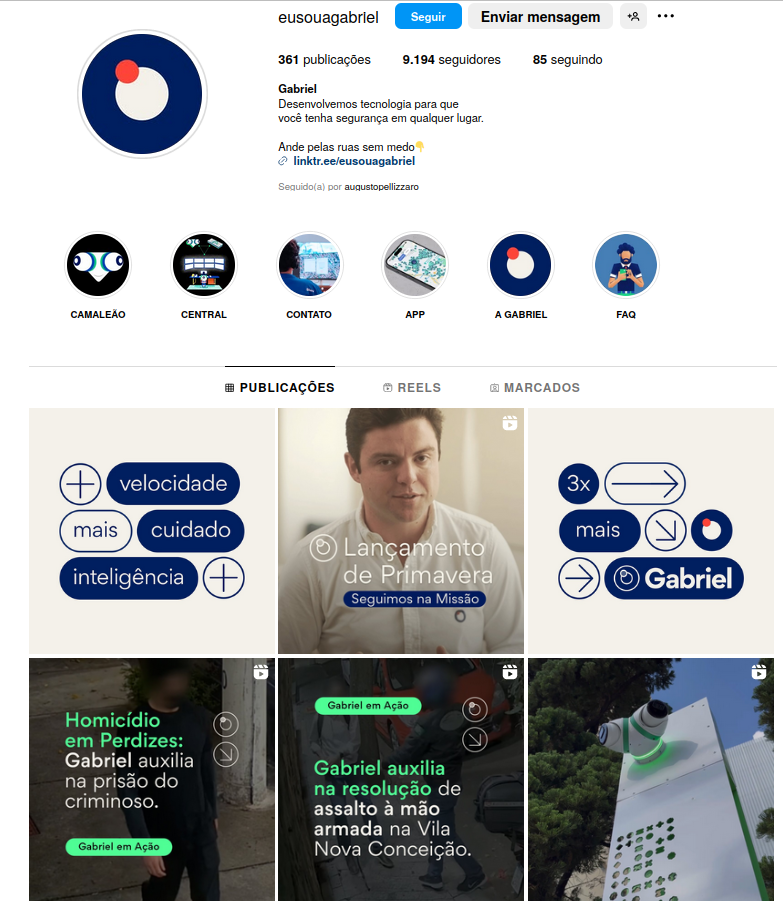 eusouagabriel
Seguir
Enviar mensagem
361 publicações
9.194 seguidores
85 seguindo
Gabriel
Desenvolvemos tecnologia para que
você tenha segurança em qualquer lugar.
Ande pelas ruas sem medo👇
linktr.ee/eusouagabriel
Seguido(a) por augustopellizzaro
CAMALEÃO
CENTRAL
CONTATO
APP
A GABRIEL
FAQ
PUBLICAÇÕES
REELS
MARCADOS
velocidade
mais cuidado
inteligência
Lançamento
de Primavera
Seguimos na Missão
3x
mais
Gabriel
Homicídio
em Perdizes:
Gabriel auxilia
na prisão do
criminoso.
Gabriel em Ação
Gabriel em Ação
Gabriel auxilia
na resolução de
assalto à mão
armada na Vila
Nova Conceição.